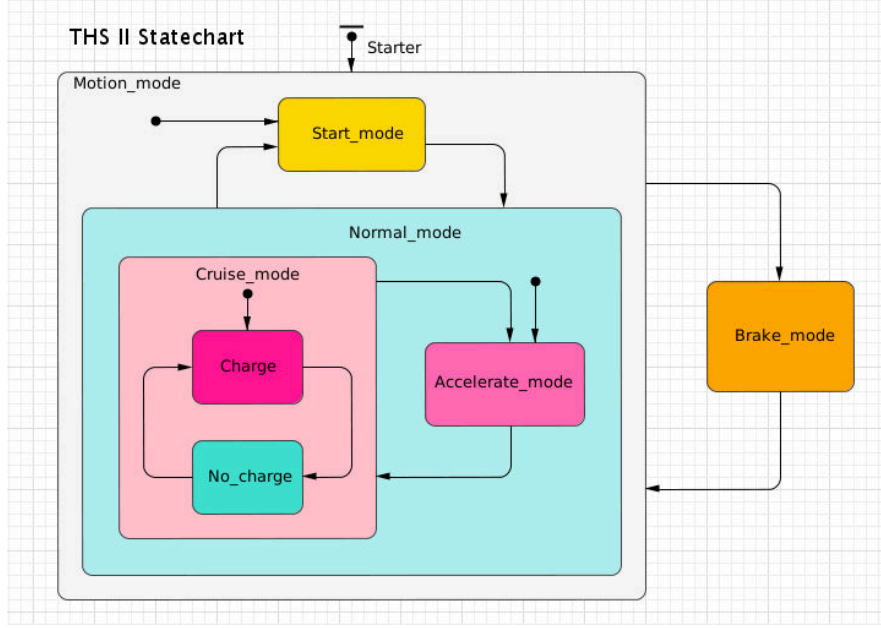 THS II Statechart
Starter
Motion_mode
Start_mode
Normal_mode
Cruise_mode
Charge
Accelerate_mode
No_charge
Brake_mode